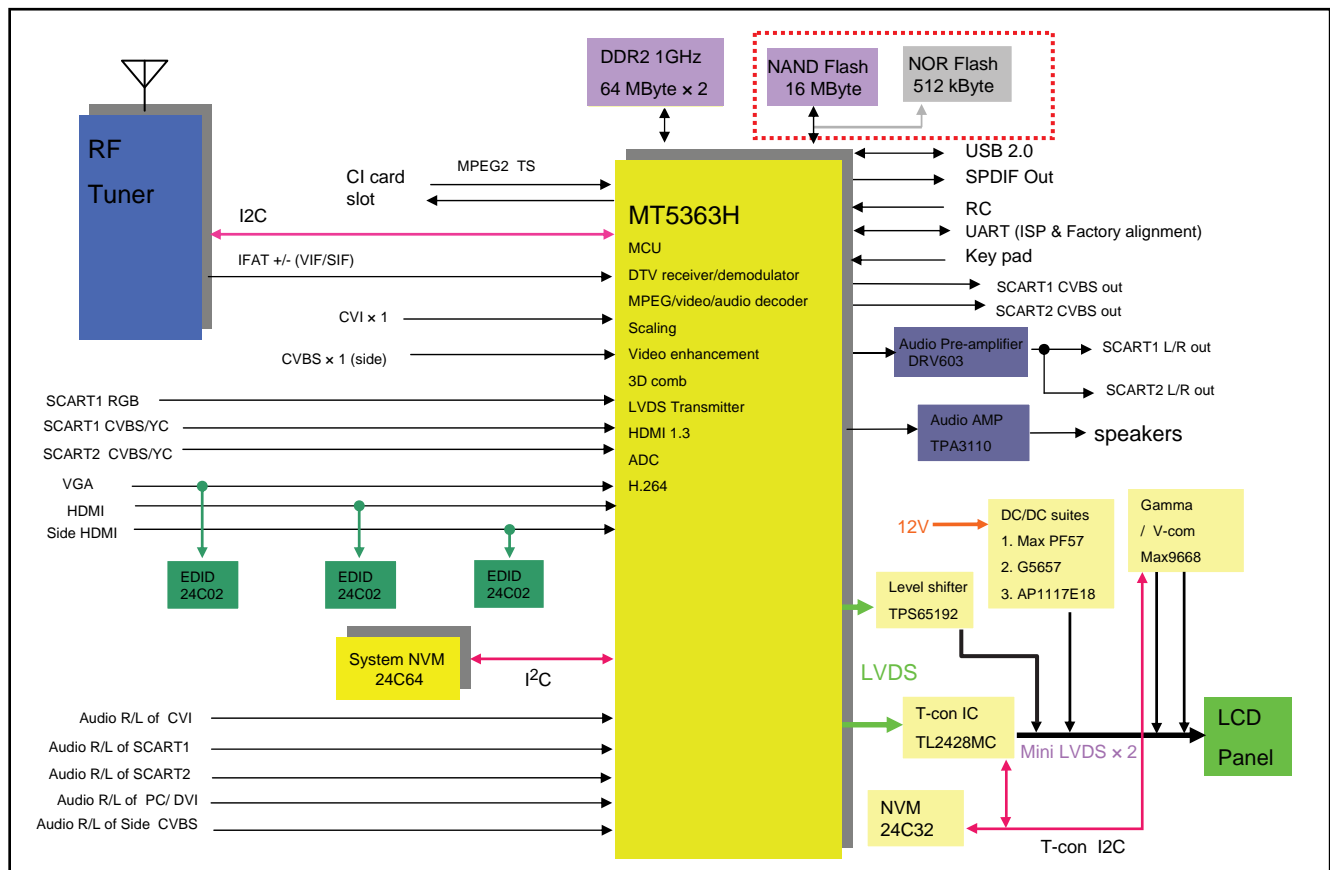 DDR2 1GHz
64 MByte × 2
NAND Flash
16 MByte
NOR Flash
512 kByte
RF
Tuner
CI card
slot
MPEG2 TS
I2C
IFAT +/- (VIF/SIF)
CVI × 1
CVBS × 1 (side)
SCART1 RGB
SCART1 CVBS/YC
SCART2 CVBS/YC
VGA
HDMI
Side HDMI
EDID
24C02
EDID
24C02
EDID
24C02
System NVM
24C64
I²C
Audio R/L of CVI
Audio R/L of SCART1
Audio R/L of SCART2
Audio R/L of PC/ DVI
Audio R/L of Side CVBS
MT5363H
MCU
DTV receiver/demodulator
MPEG/video/audio decoder
Scaling
Video enhancement
3D comb
LVDS Transmitter
HDMI 1.3
ADC
H.264
USB 2.0
SPDIF Out
RC
UART (ISP & Factory alignment)
Key pad
SCART1 CVBS out
SCART2 CVBS out
Audio Pre-amplifier
DRV603
SCART1 L/R out
SCART2 L/R out
Audio AMP
TPA3110
speakers
12V
DC/DC suites
1. Max PF57
2. G5657
3. AP1117E18
Gamma
/ V-com
Max9668
Level shifter
TPS65192
LVDS
T-con IC
TL2428MC
Mini LVDS × 2
LCD
Panel
NVM
24C32
T-con I2C